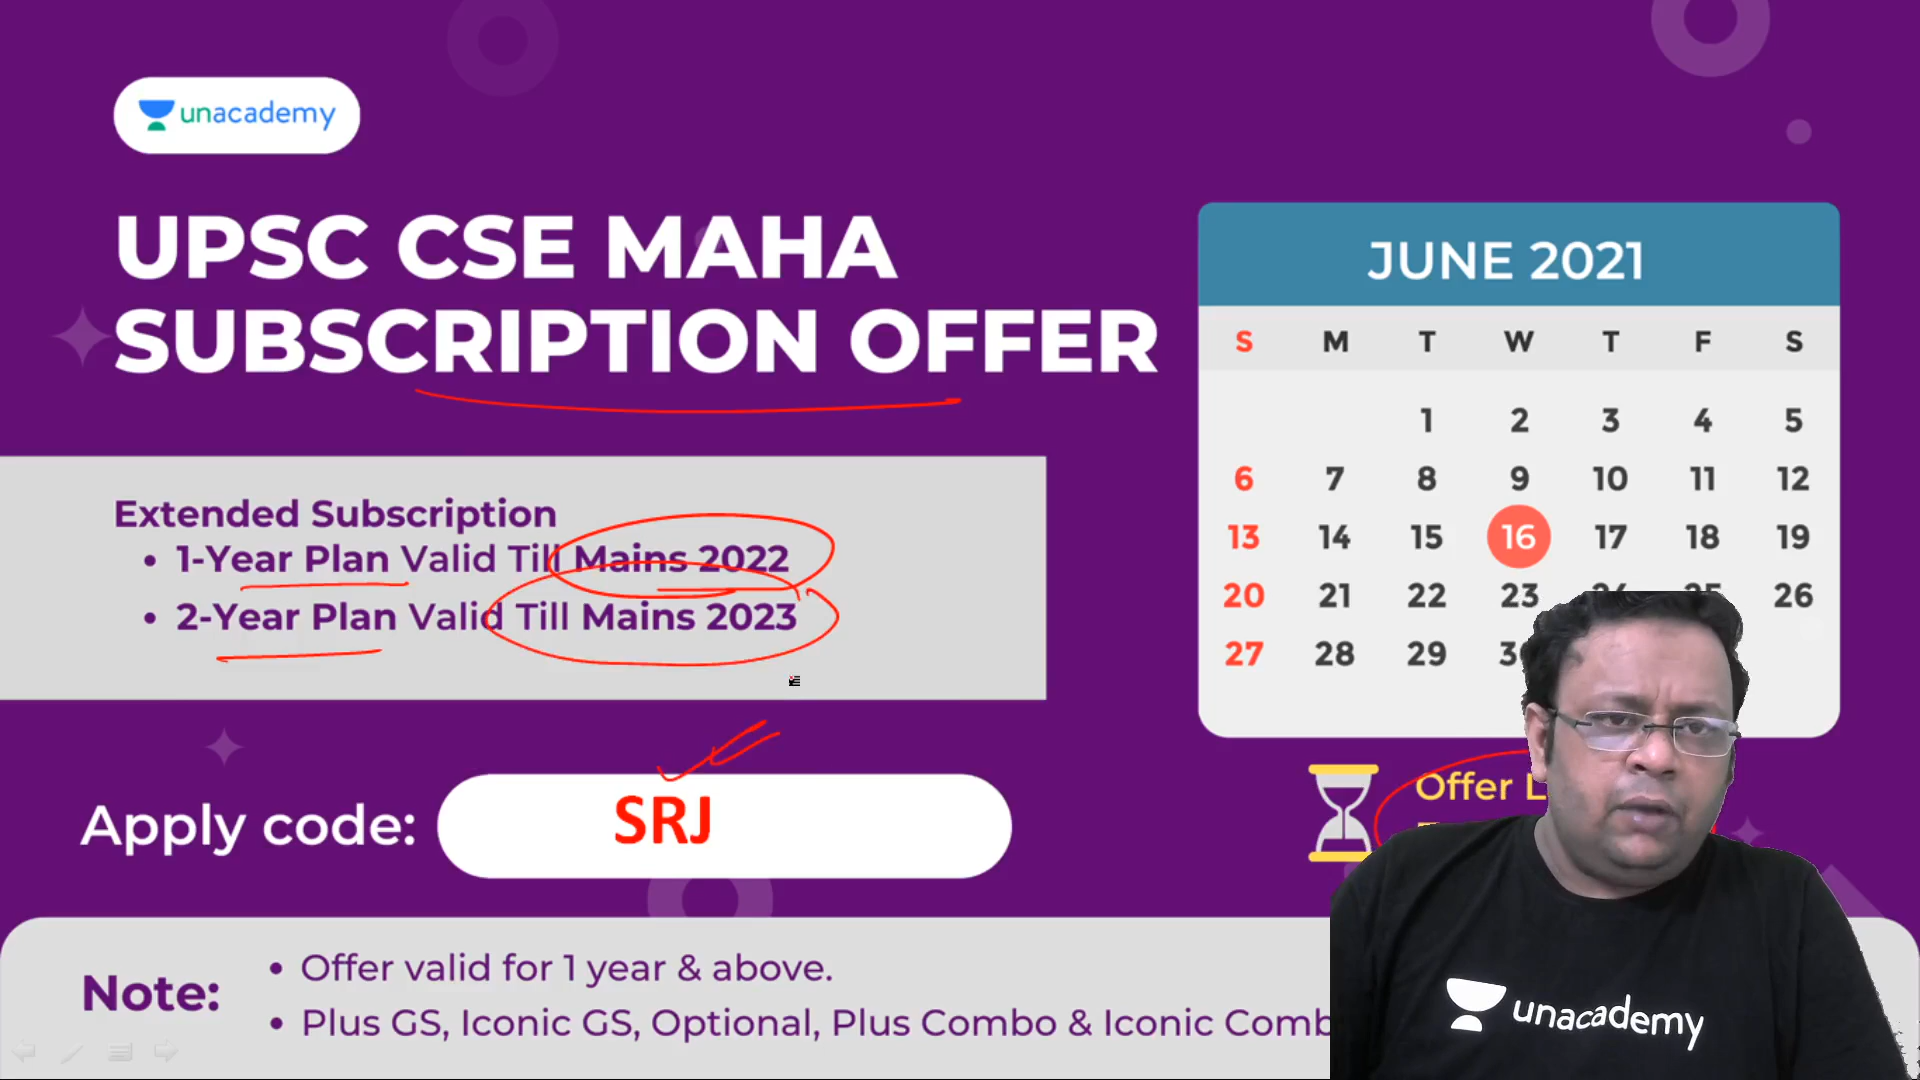 unacademy
UPSC CSE MAHA
SUBSCRIPTION OFFER
Extended Subscription
• 1-Year Plan Valid Till Mains 2022
• 2-Year Plan Valid Till Mains 2023
Apply code: SRJ
JUNE 2021
S M T W T F S
1 2 3 4 5
6 7 8 9 10 11 12
13 14 15 16 17 18 19
20 21 22 23 26
27 28 29
Offer
Note:
• Offer valid for 1 year & above.
• Plus GS, Iconic GS, Optional, Plus Combo & Iconic
unacademy